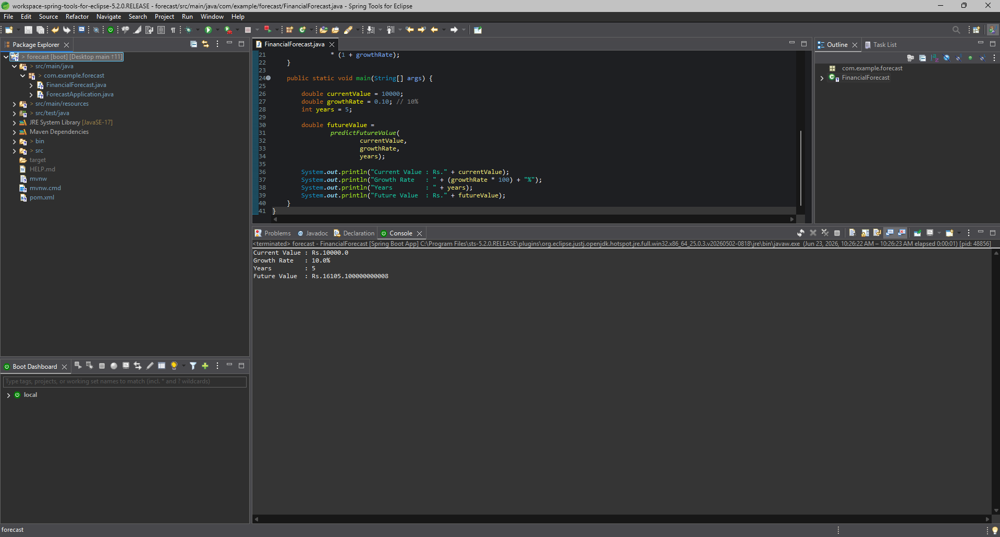 workspace-spring-tools-for-eclipse-5.2.0.RELEASE - forecast/src/main/java/com/example/forecast/FinancialForecast.java - Spring Tools for Eclipse
File Edit Source Refactor Navigate Search Project Run Window Help
Package Explorer
> forecast [boot] [Desktop main ↑11]
> src/main/java
> com.example.forecast
FinancialForecast.java
ForecastApplication.java
> src/main/resources
> src/test/java
JRE System Library [JavaSE-17]
Maven Dependencies
> bin
> src
target
HELP.md
mvnw
mvnw.cmd
pom.xml
FinancialForecast.java
21 * (1 + growthRate);
22 }
23
24 public static void main(String[] args) {
25
26 double currentValue = 10000;
27 double growthRate = 0.10; // 10%
28 int years = 5;
29
30 double futureValue =
31 predictFutureValue(
32 currentValue,
33 growthRate,
34 years);
35
36 System.out.println("Current Value : Rs." + currentValue);
37 System.out.println("Growth Rate   : " + (growthRate * 100) + "%");
38 System.out.println("Years         : " + years);
39 System.out.println("Future Value  : Rs." + futureValue);
40 }
41 }
Outline Task List
com.example.forecast
FinancialForecast
Problems Javadoc Declaration Console
<terminated> forecast - FinancialForecast [Spring Boot App] C:\Program Files\sts-5.2.0.RELEASE\plugins\org.eclipse.justj.openjdk.hotspot.jre.full.win32.x86_64_25.0.3.v20260502-0818\jre\bin\javaw.exe (Jun 23, 2026, 10:26:22 AM – 10:26:23 AM elapsed 0:00:01) [pid: 48856]
Current Value : Rs.10000.0
Growth Rate   : 10.0%
Years         : 5
Future Value  : Rs.16105.100000000008
Boot Dashboard
Type tags, projects, or working set names to match (incl. * and ? wildcards)
local
forecast